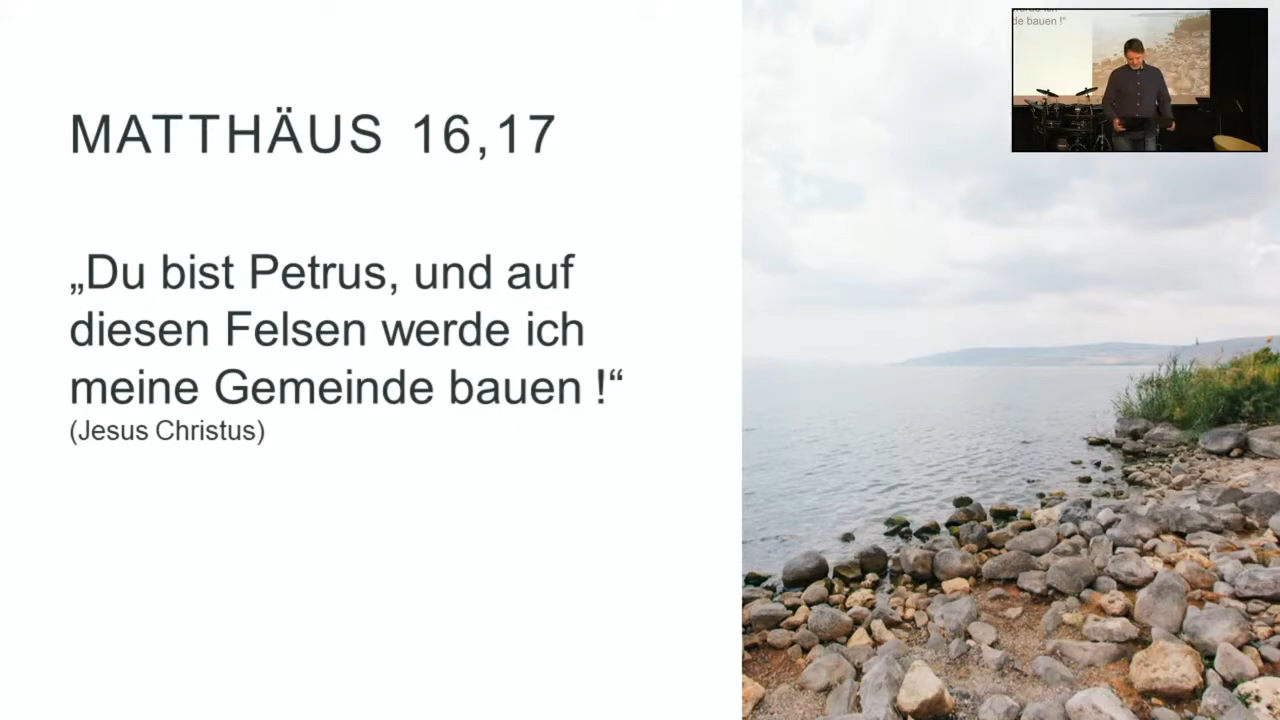 MATTHÄUS 16,17
„Du bist Petrus, und auf
diesen Felsen werde ich
meine Gemeinde bauen !“
(Jesus Christus)
de bauen !“